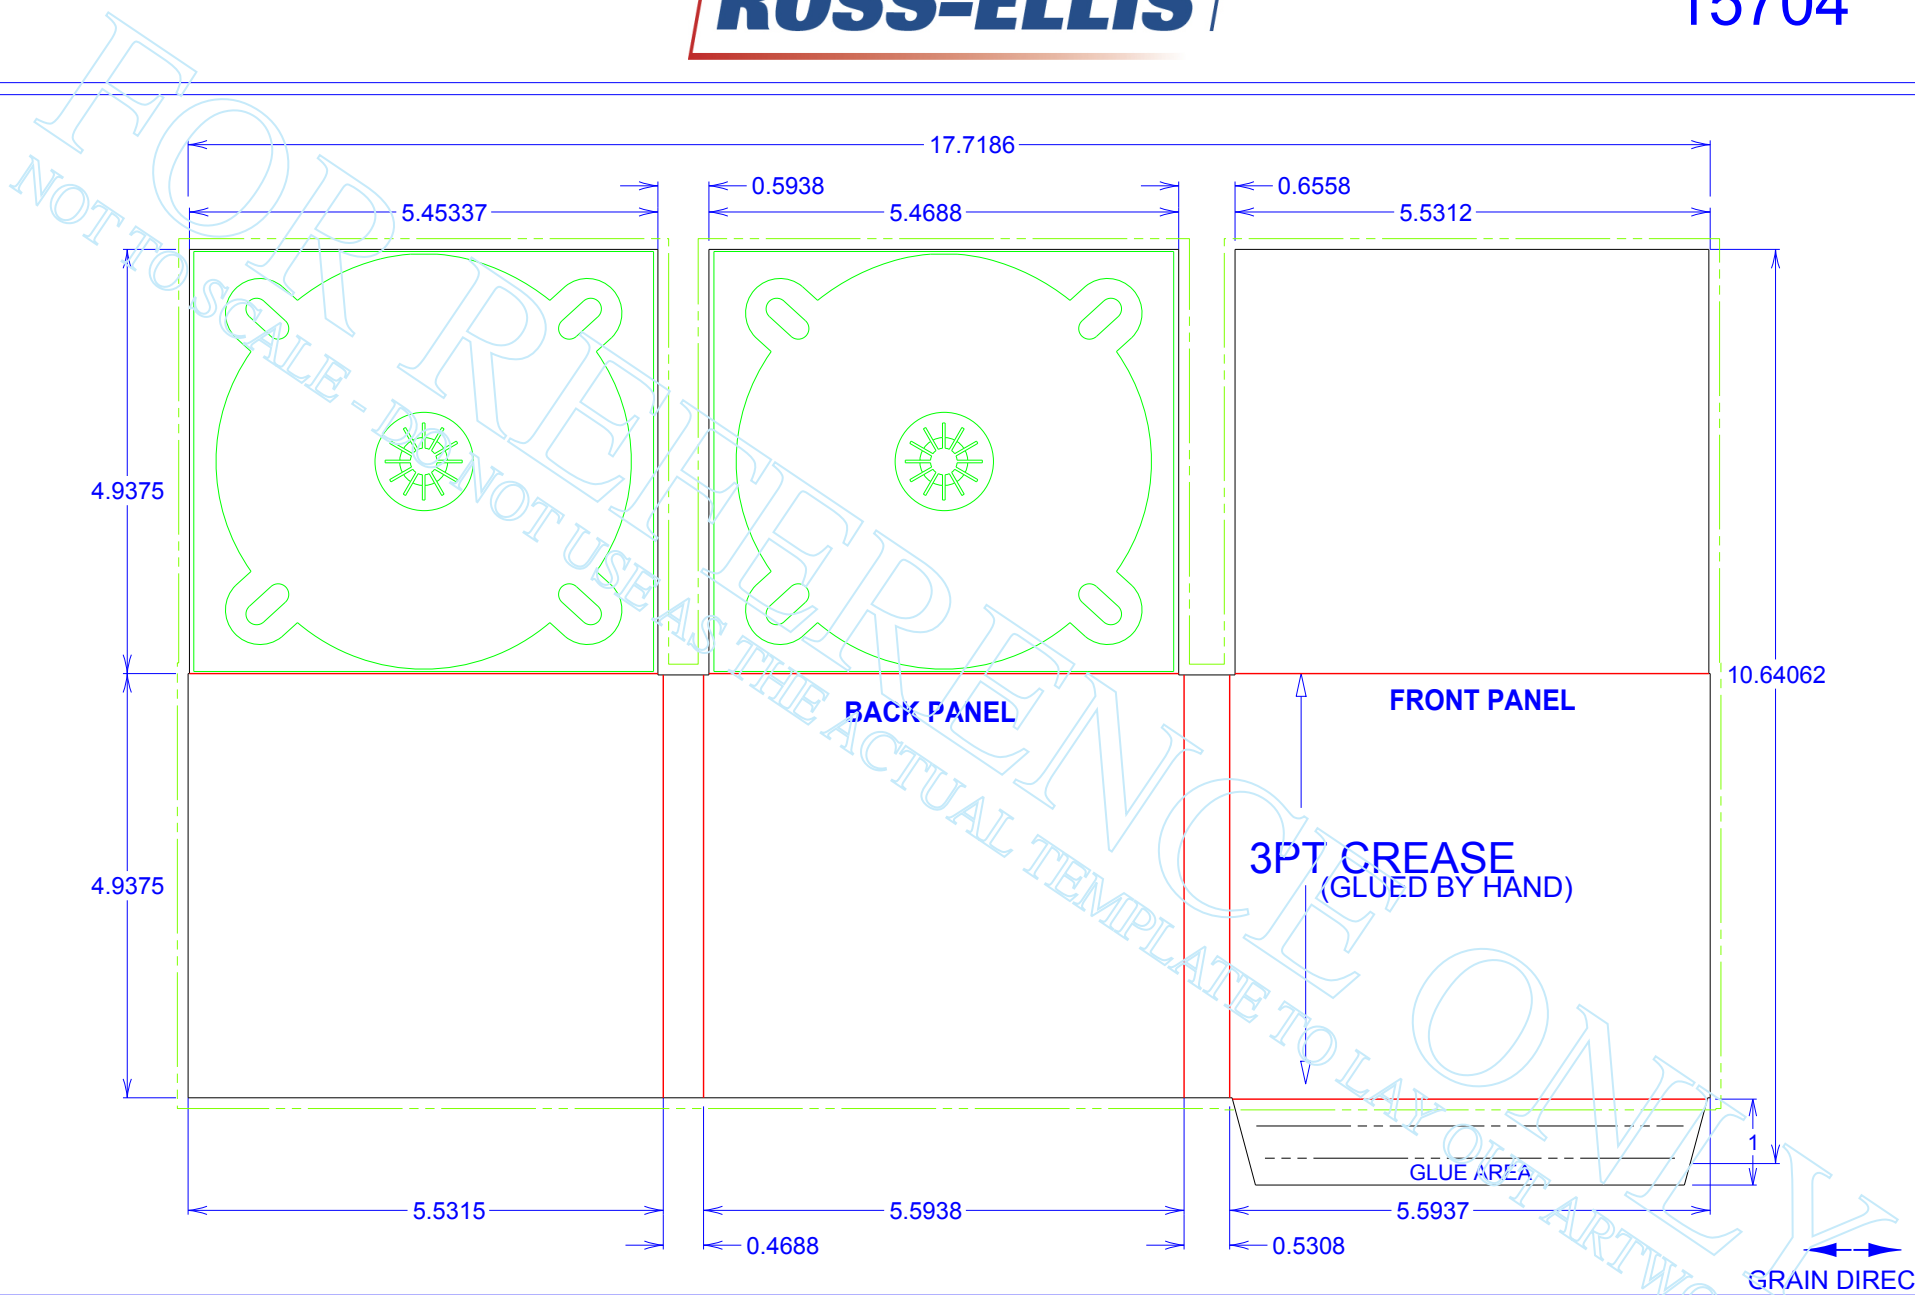 ROSS-ELLIS
15704
17.7186
0.5938
0.6558
5.45337
5.4688
5.5312
4.9375
10.64062
BACK PANEL
FRONT PANEL
3PT CREASE
(GLUED BY HAND)
4.9375
1
GLUE AREA
5.5315
5.5938
5.5937
0.4688
0.5308
GRAIN DIREC
FOR REFERENCE ONLY
NOT TO SCALE - DO NOT USE AS THE ACTUAL TEMPLATE TO LAY OUT ARTWO